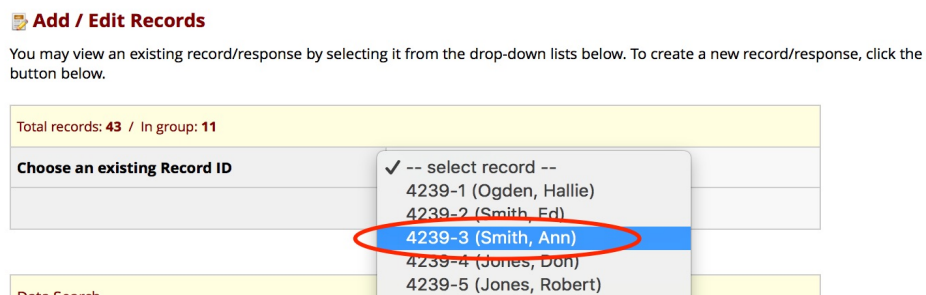 Add / Edit Records
You may view an existing record/response by selecting it from the drop-down lists below. To create a new record/response, click the
button below.
Total records: 43 / In group: 11
Choose an existing Record ID
-- select record --
4239-1 (Ogden, Hallie)
4239-2 (Smith, Ed)
4239-3 (Smith, Ann)
4239-4 (Jones, Don)
4239-5 (Jones, Robert)
Data Search